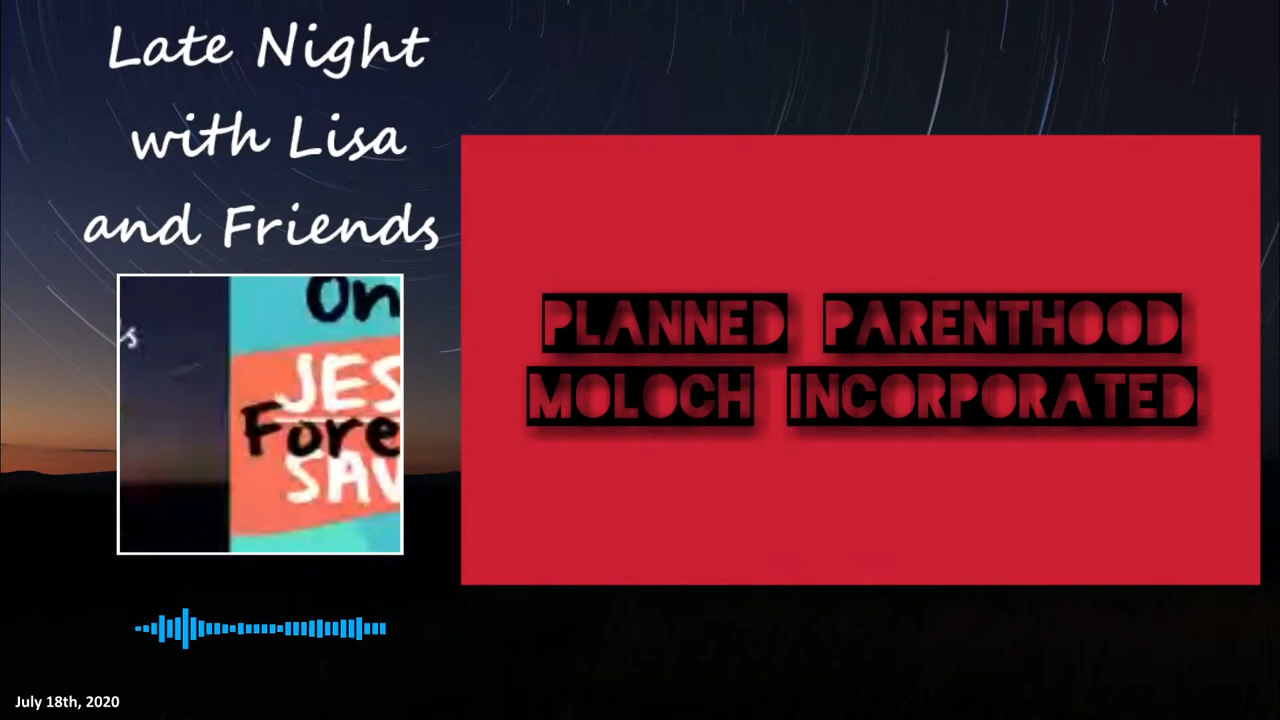 Late Night
with Lisa
and Friends
On
JES
Fore
SAV
PLANNED PARENTHOOD
MOLOCH INCORPORATED
July 18th, 2020